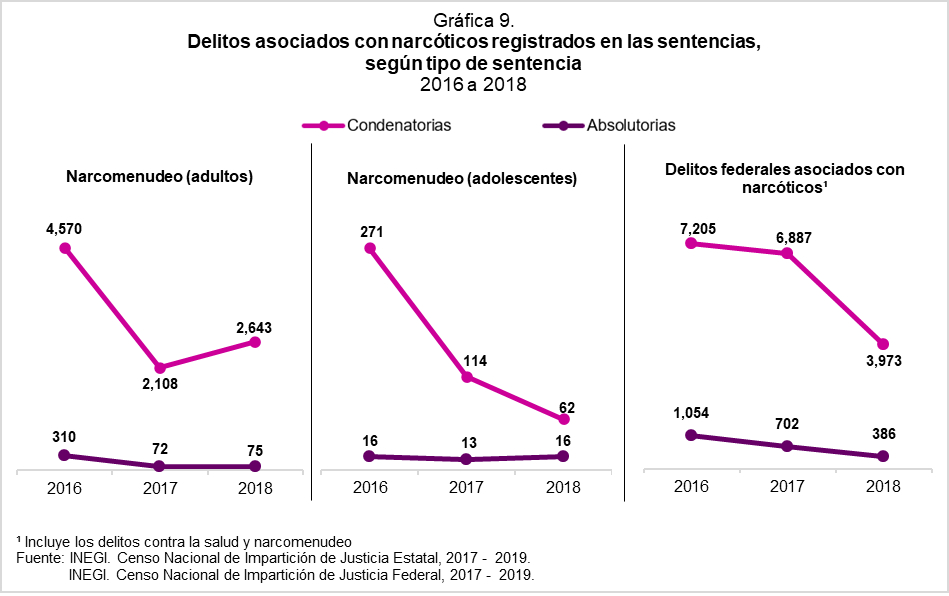 Gráfica 9.
Delitos asociados con narcóticos registrados en las sentencias,
según tipo de sentencia
2016 a 2018
Condenatorias
Absolutorias
Narcomenudeo (adultos)
4,570
2,108
2,643
310
72
75
2016
2017
2018
Narcomenudeo (adolescentes)
271
114
62
16
13
16
2016
2017
2018
Delitos federales asociados con
narcóticos¹
7,205
6,887
3,973
1,054
702
386
2016
2017
2018
¹ Incluye los delitos contra la salud y narcomenudeo
Fuente: INEGI. Censo Nacional de Impartición de Justicia Estatal, 2017 - 2019.
INEGI. Censo Nacional de Impartición de Justicia Federal, 2017 - 2019.